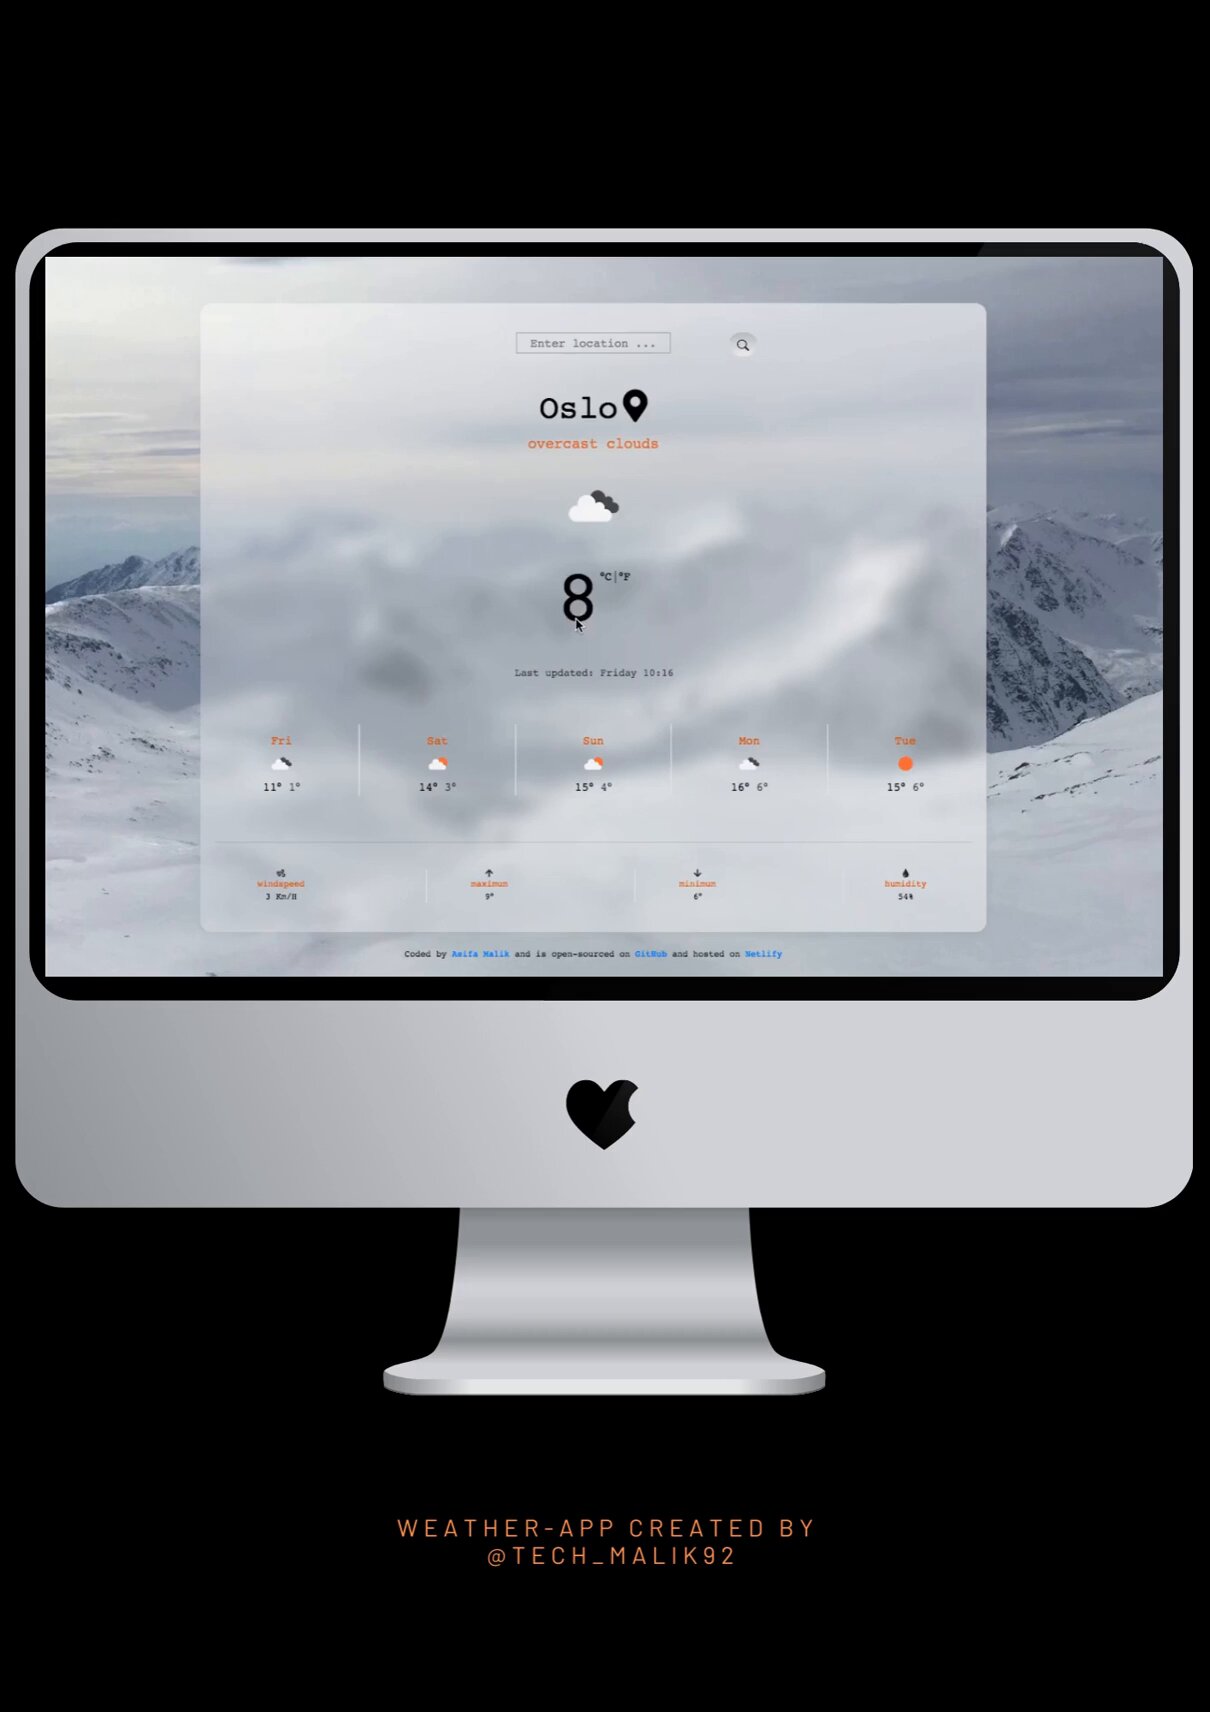 Enter location ...
Oslo
overcast clouds
8 °C|°F
Last updated: Friday 10:16
Fri Sat Sun Mon Tue
11° 1° 14° 3° 15° 4° 16° 6° 15° 6°
windspeed maximum minimum humidity
3 Km/H 9° 6° 54%
Coded by Asifa Malik and is open-sourced on GitHub and hosted on Netlify
WEATHER-APP CREATED BY
@TECH_MALIK92